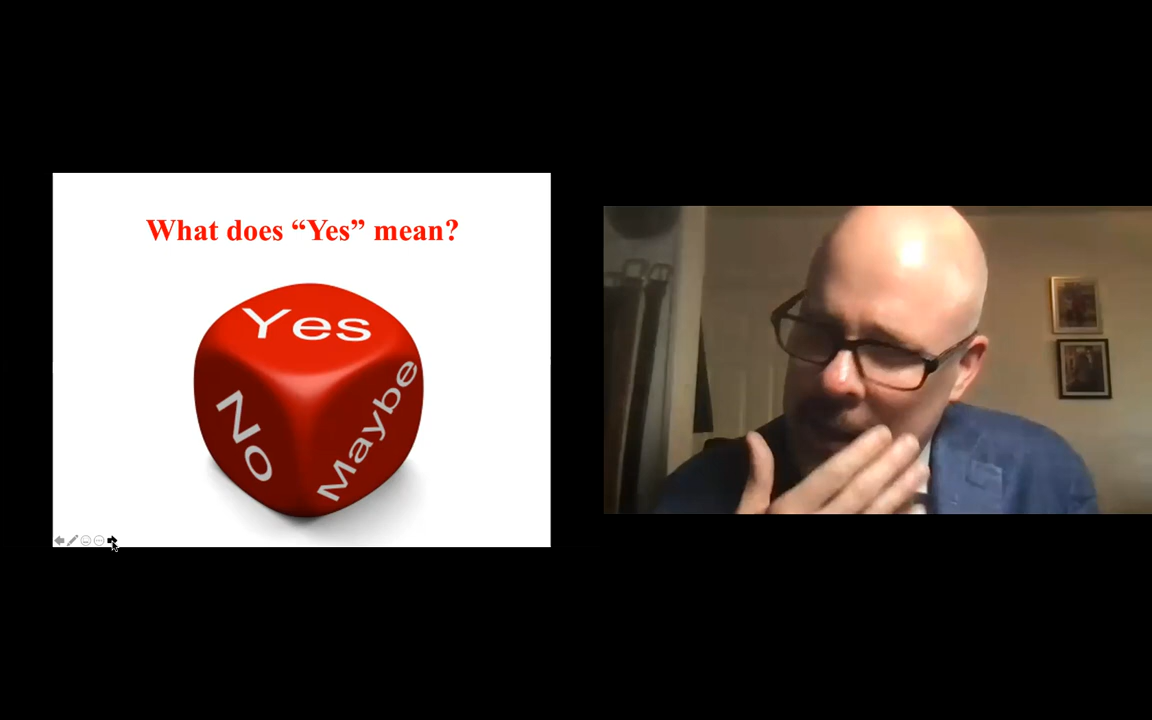 What does “Yes” mean?
Yes
No
Maybe